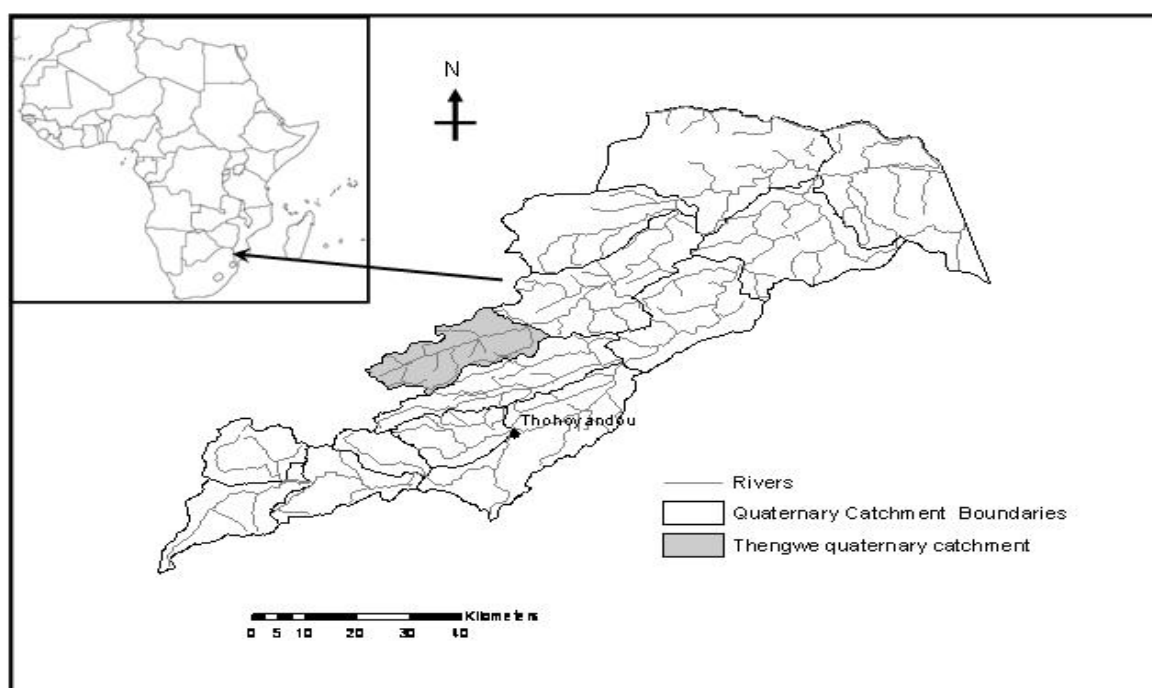 N
Thohoyandou
Rivers
Quaternary Catchment Boundaries
Thengwe quaternary catchment
Kilometers
0 5 10 20 30 40